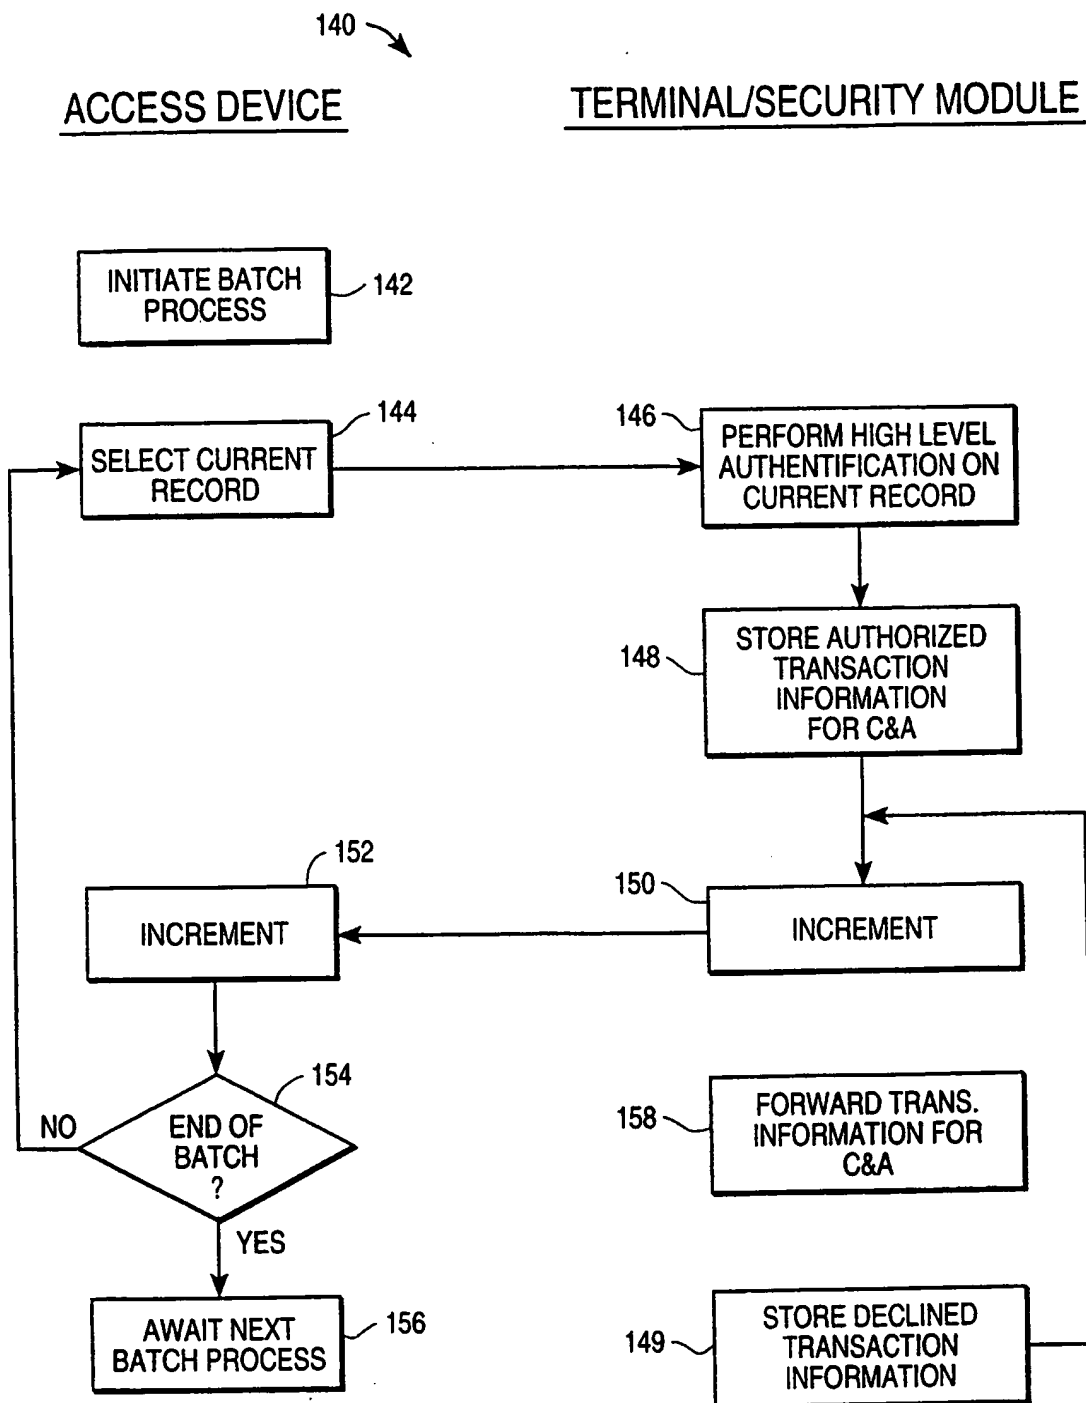 140
ACCESS DEVICE
TERMINAL/SECURITY MODULE
INITIATE BATCH
PROCESS
142
144
SELECT CURRENT
RECORD
146
PERFORM HIGH LEVEL
AUTHENTIFICATION ON
CURRENT RECORD
148
STORE AUTHORIZED
TRANSACTION
INFORMATION
FOR C&A
152
INCREMENT
150
INCREMENT
154
NO
END OF
BATCH
?
YES
158
FORWARD TRANS.
INFORMATION FOR
C&A
AWAIT NEXT
BATCH PROCESS
156
149
STORE DECLINED
TRANSACTION
INFORMATION